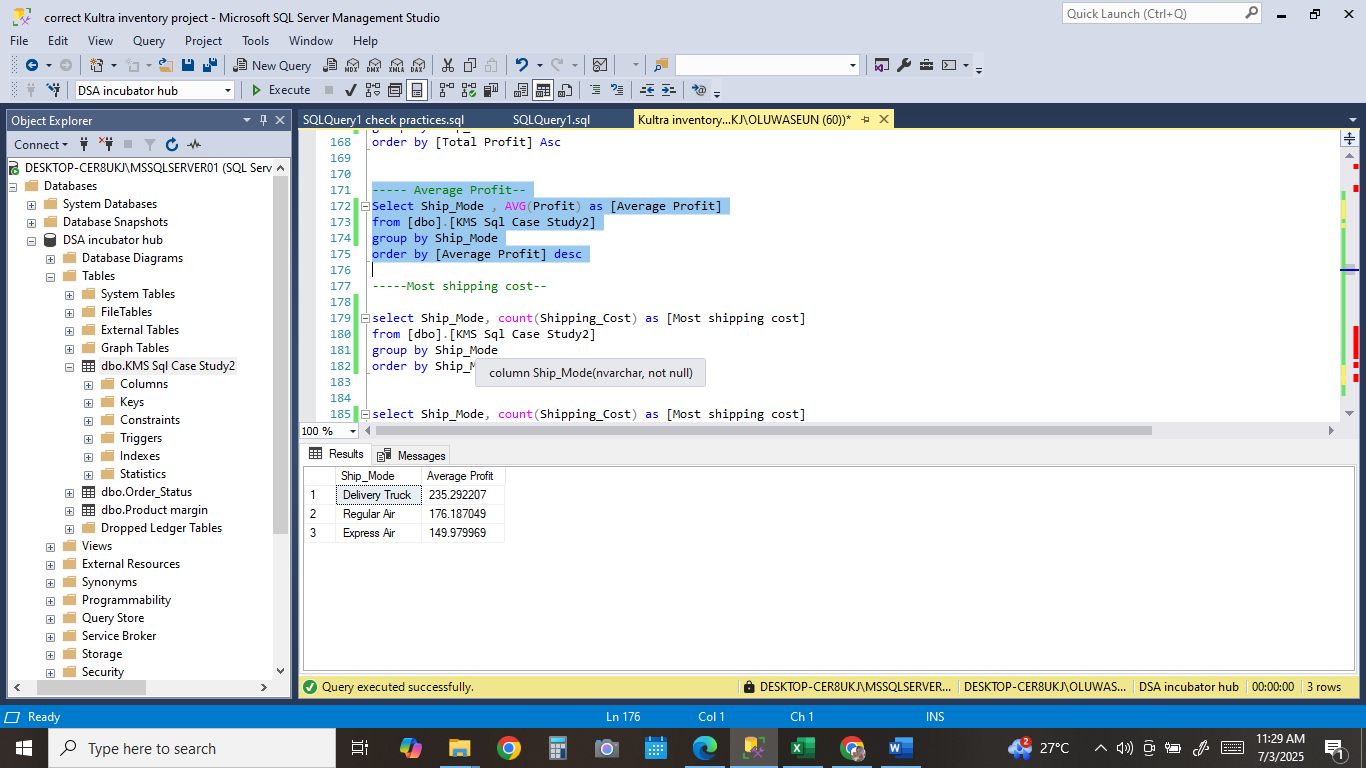 correct Kultra inventory project - Microsoft SQL Server Management Studio
Quick Launch (Ctrl+Q)
File Edit View Query Project Tools Window Help
New Query
MDX DMX XMLA DAX
DSA incubator hub
Execute
Object Explorer
SQLQuery1 check practices.sql
SQLQuery1.sql
Kultra inventory...KJ\OLUWASEUN (60))*
Connect
DESKTOP-CER8UKJ\MSSQLSERVER01 (SQL Serv
Databases
System Databases
Database Snapshots
DSA incubator hub
Database Diagrams
Tables
System Tables
FileTables
External Tables
Graph Tables
dbo.KMS Sql Case Study2
Columns
Keys
Constraints
Triggers
Indexes
Statistics
dbo.Order_Status
dbo.Product margin
Dropped Ledger Tables
Views
External Resources
Synonyms
Programmability
Query Store
Service Broker
Storage
Security
168 order by [Total Profit] Asc
169
170
171 ----- Average Profit--
172 Select Ship_Mode , AVG(Profit) as [Average Profit]
173 from [dbo].[KMS Sql Case Study2]
174 group by Ship_Mode
175 order by [Average Profit] desc
176
177 -----Most shipping cost--
178
179 select Ship_Mode, count(Shipping_Cost) as [Most shipping cost]
180 from [dbo].[KMS Sql Case Study2]
181 group by Ship_Mode
182 order by Ship_M
column Ship_Mode(nvarchar, not null)
183
184
185 select Ship_Mode, count(Shipping_Cost) as [Most shipping cost]
100 %
Results Messages
Ship_Mode Average Profit
1 Delivery Truck 235.292207
2 Regular Air 176.187049
3 Express Air 149.979969
Query executed successfully.
DESKTOP-CER8UKJ\MSSQLSERVER... DESKTOP-CER8UKJ\OLUWAS... DSA incubator hub 00:00:00 3 rows
Ready Ln 176 Col 1 Ch 1 INS
Type here to search
2
27°C
11:29 AM
7/3/2025
1